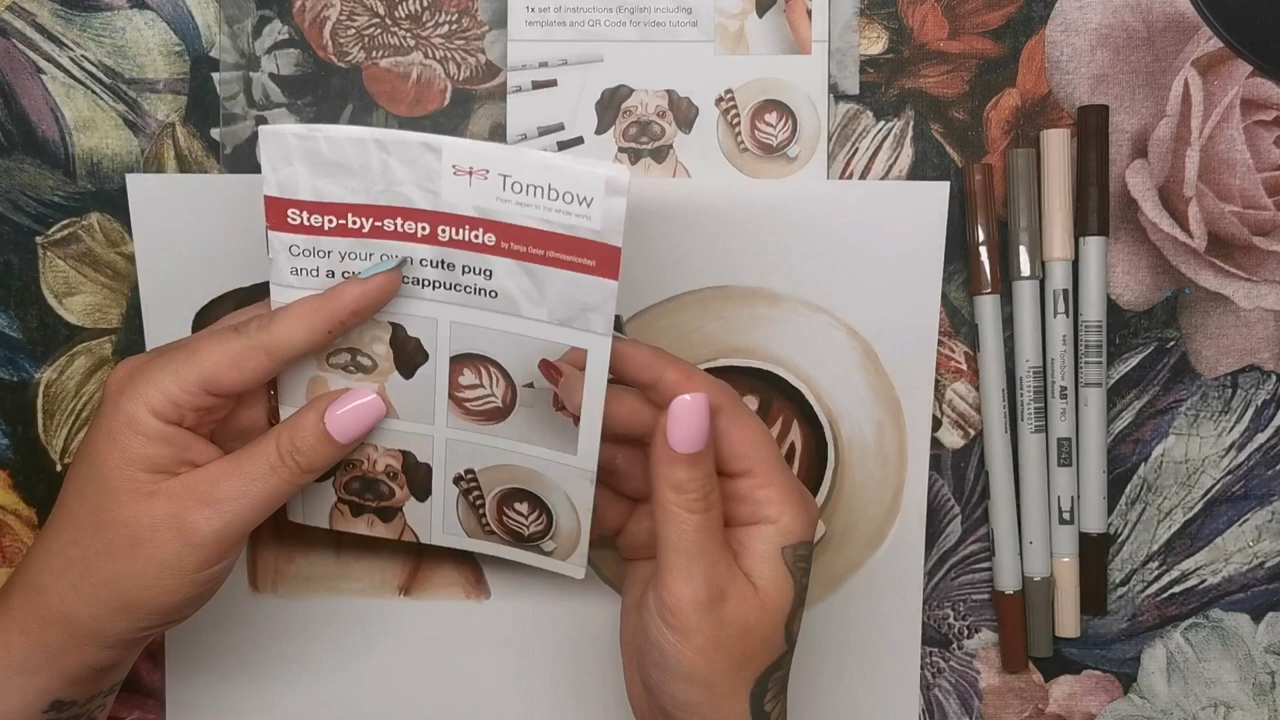 1x set of instructions (English) including
templates and QR Code for video tutorial
Tombow
From Japan to the whole world
Step-by-step guide by Tanja Geier (@missniceday)
Color your own cute pug
and a cappuccino
Tombow ABT PRO
Alcohol-Based
P942